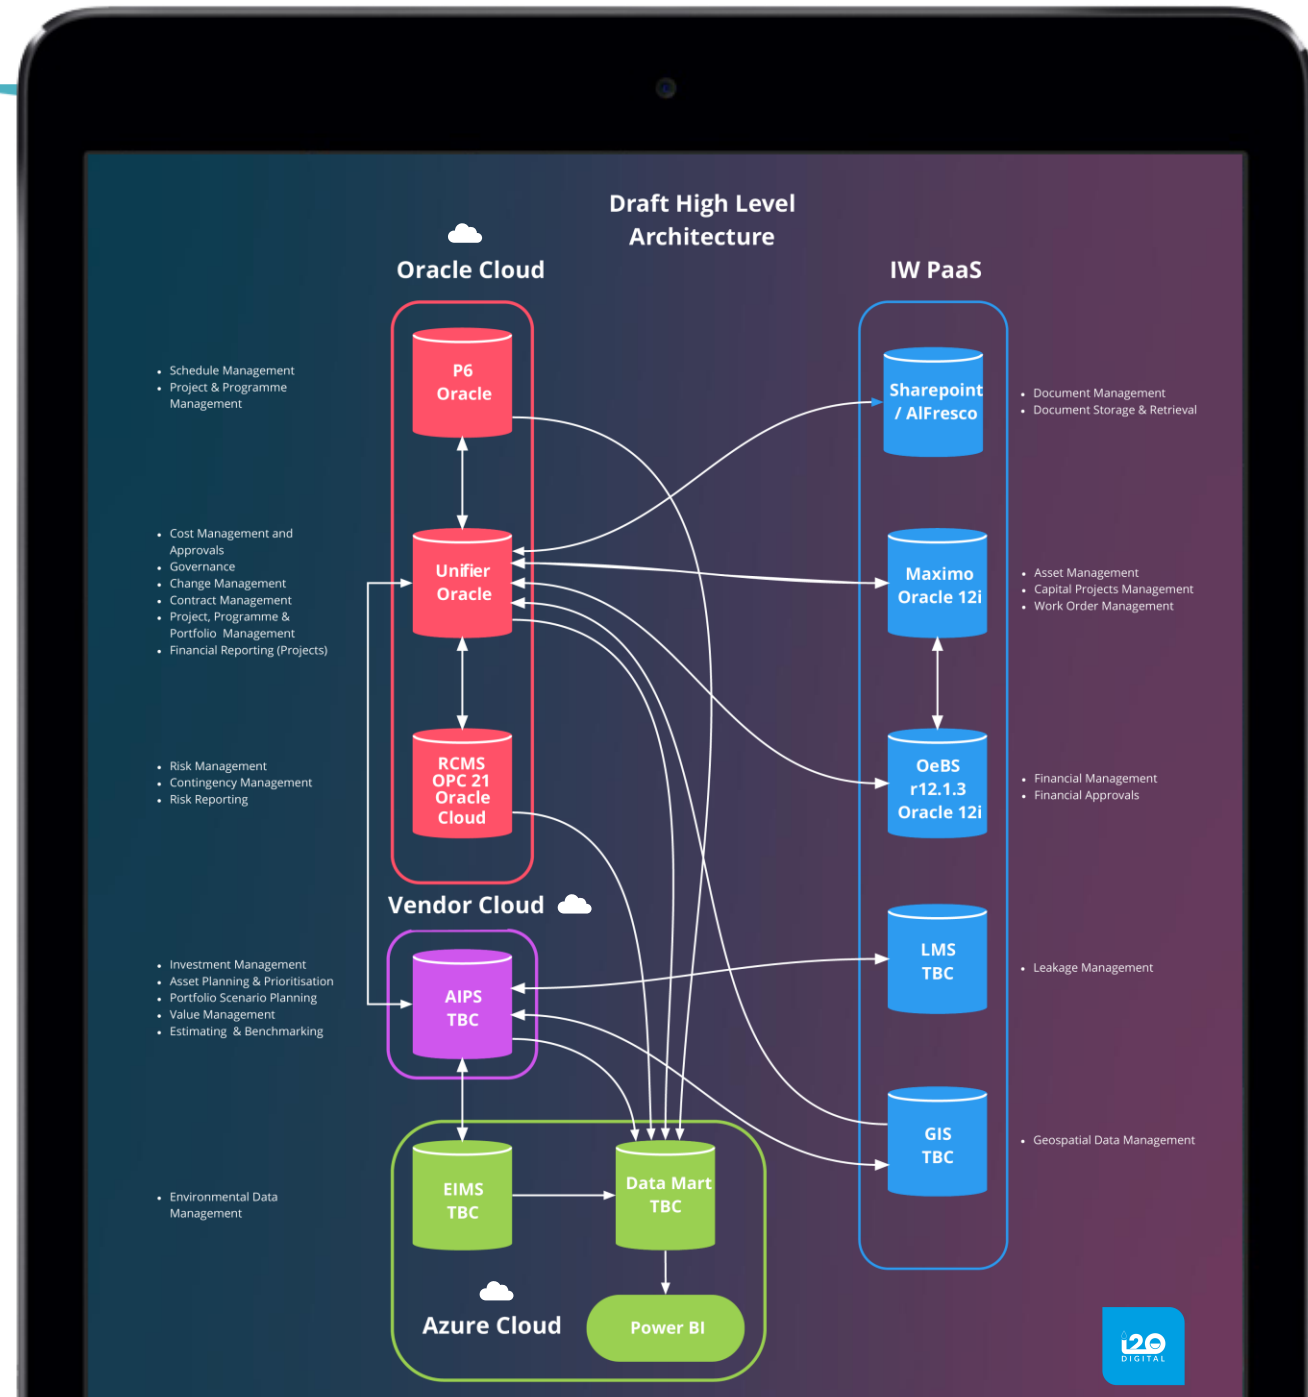 Draft High Level
Architecture
Oracle Cloud
IW PaaS
• Schedule Management
• Project & Programme
Management
P6
Oracle
Sharepoint
/ AlFresco
• Document Management
• Document Storage & Retrieval
• Cost Management and
Approvals
• Governance
• Change Management
• Contract Management
• Project, Programme &
Portfolio Management
• Financial Reporting (Projects)
Unifier
Oracle
Maximo
Oracle 12i
• Asset Management
• Capital Projects Management
• Work Order Management
• Risk Management
• Contingency Management
• Risk Reporting
RCMS
OPC 21
Oracle
Cloud
OeBS
r12.1.3
Oracle 12i
• Financial Management
• Financial Approvals
Vendor Cloud
• Investment Management
• Asset Planning & Prioritisation
• Portfolio Scenario Planning
• Value Management
• Estimating & Benchmarking
AIPS
TBC
LMS
TBC
• Leakage Management
• Environmental Data
Management
EIMS
TBC
Data Mart
TBC
GIS
TBC
• Geospatial Data Management
Azure Cloud
Power BI
i20
DIGITAL